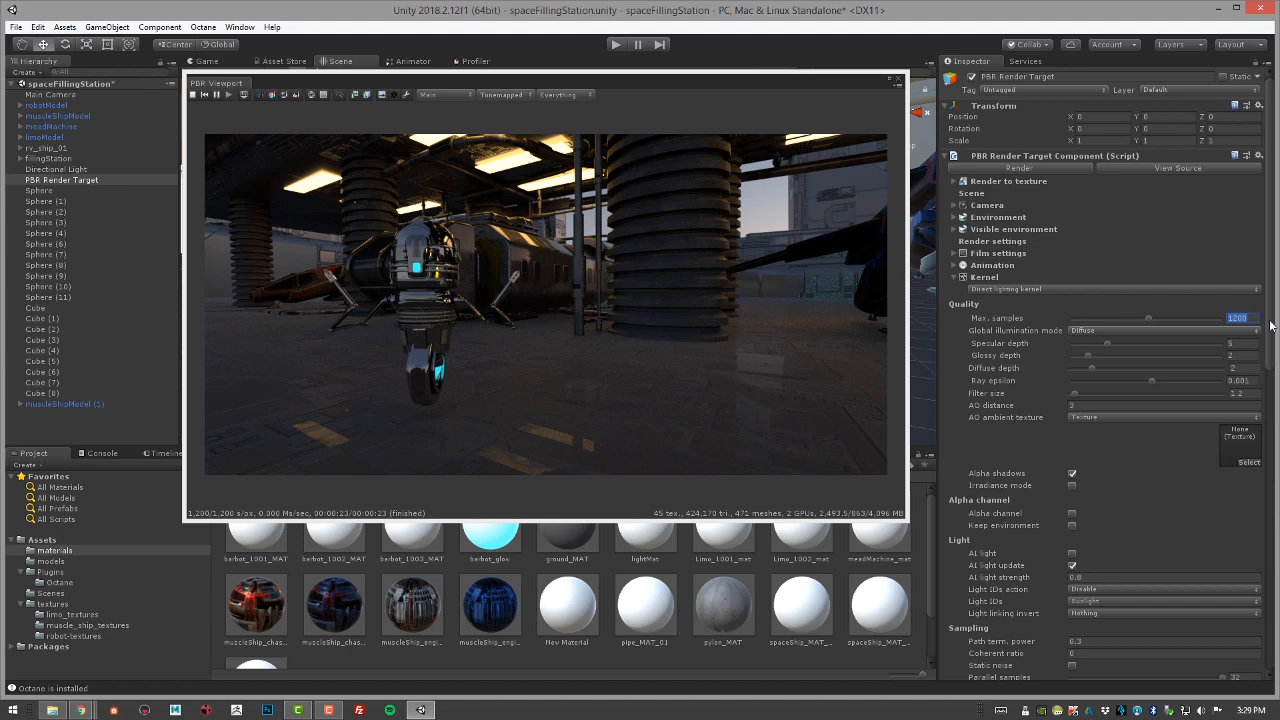 Unity 2018.2.12f1 (64bit) - spaceFillingStation.unity - spaceFillingStation - PC, Mac & Linux Standalone* <DX11>
File Edit Assets GameObject Component Octane Window Help
Center Global Collab Account Layers Layout
Hierarchy Game Asset Store Scene Animator Profiler Inspector Services
Create All
spaceFillingStation*
Main Camera
robotModel
muscleShipModel
meadMachine
limoModel
rv_ship_01
fillingStation
Directional Light
PBR Render Target
Sphere
Sphere (1)
Sphere (2)
Sphere (3)
Sphere (4)
Sphere (6)
Sphere (7)
Sphere (8)
Sphere (9)
Sphere (10)
Sphere (11)
Cube
Cube (1)
Cube (2)
Cube (3)
Cube (4)
Cube (5)
Cube (6)
Cube (7)
Cube (8)
muscleShipModel (1)
PBR Viewport
Main Tonemapped Everything
1,200/1,200 s/px, 0.000 Ms/sec, 00:00:23/00:00:23 (finished) 45 tex., 424,170 tri., 471 meshes, 2 GPUs, 2,493.5/863/4,096 MB
PBR Render Target Static
Tag Untagged Layer Default
Transform
Position X 0 Y 0 Z 0
Rotation X 0 Y 0 Z 0
Scale X 1 Y 1 Z 1
PBR Render Target Component (Script)
Render View Source
Render to texture
Scene
Camera
Environment
Visible environment
Render settings
Film settings
Animation
Kernel
Direct lighting kernel
Quality
Max. samples 1200
Global illumination mode Diffuse
Specular depth 5
Glossy depth 2
Diffuse depth 2
Ray epsilon 0.001
Filter size 1.2
AO distance 3
AO ambient texture Texture
None
(Texture)
Select
Alpha shadows
Irradiance mode
Alpha channel
Alpha channel
Keep environment
Light
AI light
AI light update
AI light strength 0.8
Light IDs action Disable
Light IDs Sunlight
Light linking invert Nothing
Sampling
Path term. power 0.3
Coherent ratio 0
Static noise
Parallel samples 32
Project Console Timeline
Create
Favorites
All Materials
All Models
All Prefabs
All Scripts
Assets
materials
models
Plugins
Octane
Scenes
textures
limo_textures
muscle_ship_textures
robot-textures
Packages
barbot_1001_MAT barbot_1002_MAT barbot_1003_MAT barbot_glow ground_MAT lightMat Limo_1001_mat Limo_1002_mat meadMachine_mat
muscleShip_chas... muscleShip_chas... muscleShip_engi... muscleShip_engi... New Material pipe_MAT_01 pylon_MAT spaceShip_MAT_... spaceShip_MAT_...
Octane is installed
3:29 PM